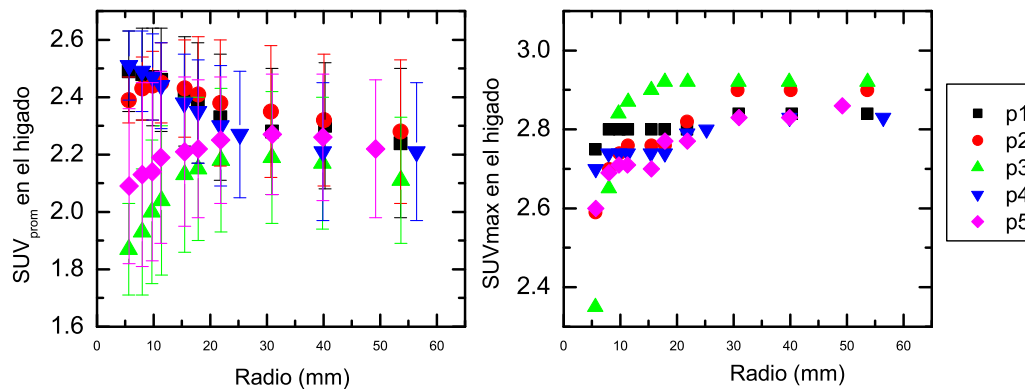 SUVprom en el higado
2.6
2.4
2.2
2.0
1.8
1.6
0 10 20 30 40 50 60
Radio (mm)
SUVmax en el higado
3.0
2.8
2.6
2.4
0 10 20 30 40 50 60
Radio (mm)
p1
p2
p3
p4
p5